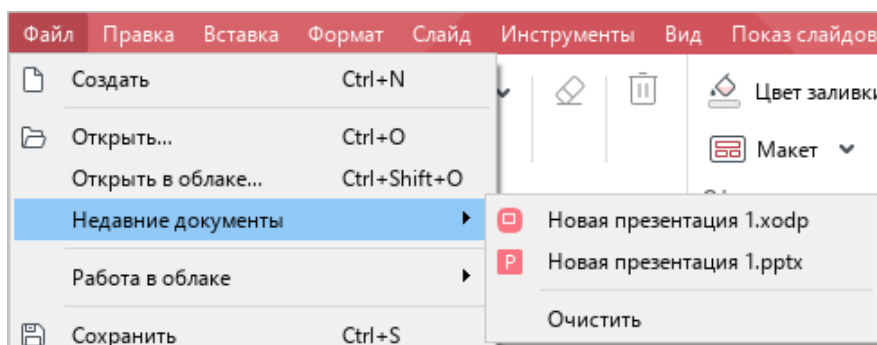 Файл Правка Вставка Формат Слайд Инструменты Вид Показ слайдов
Создать Ctrl+N
Цвет заливки
Открыть... Ctrl+O
Макет
Открыть в облаке... Ctrl+Shift+O
Недавние документы
Новая презентация 1.xodp
P Новая презентация 1.pptx
Работа в облаке
Очистить
Сохранить Ctrl+S